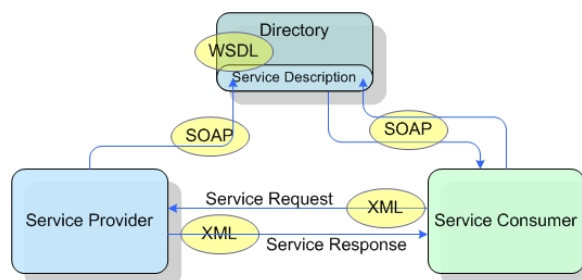 Directory
WSDL
Service Description
SOAP
SOAP
Service Provider
Service Request
XML
XML
Service Response
Service Consumer